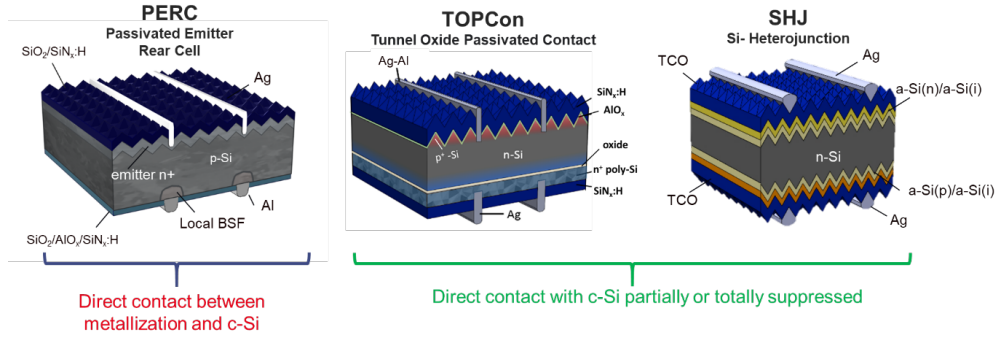 PERC
Passivated Emitter
Rear Cell
SiO2/SiNx:H
Ag
p-Si
emitter n+
Al
Local BSF
SiO2/AlOx/SiNx:H
Direct contact between
metallization and c-Si
TOPCon
Tunnel Oxide Passivated Contact
Ag-Al
SiNx:H
AlOx
p+ -Si
n-Si
oxide
n+ poly-Si
SiNx:H
Ag
SHJ
Si- Heterojunction
TCO
Ag
a-Si(n)/a-Si(i)
n-Si
a-Si(p)/a-Si(i)
TCO
Ag
Direct contact with c-Si partially or totally suppressed